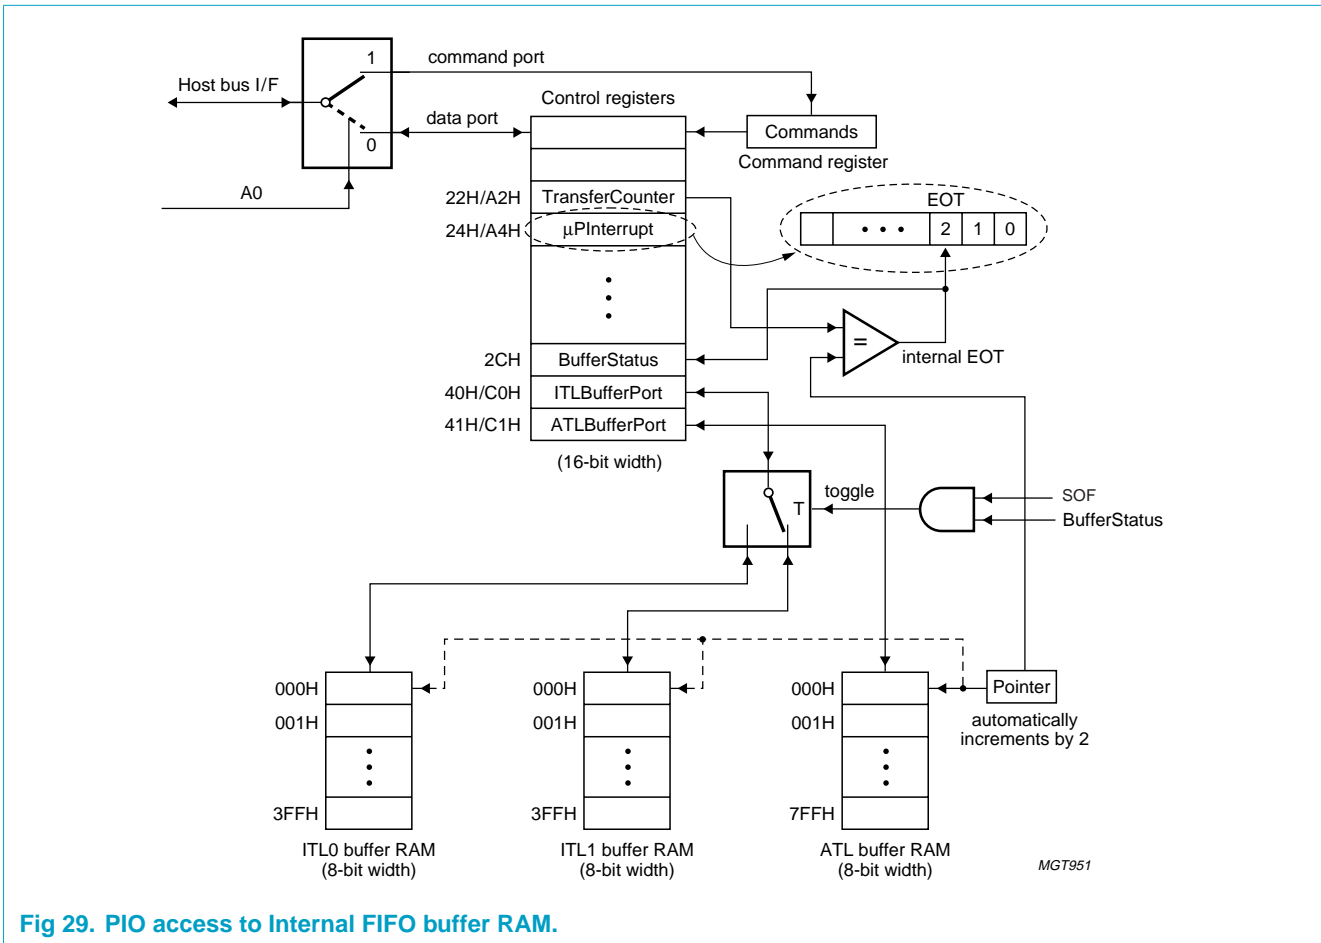 1
command port
Host bus I/F
Control registers
data port
0
Commands
Command register
A0
22H/A2H TransferCounter
EOT
24H/A4H µPInterrupt
• • • 2 1 0
=
internal EOT
2CH BufferStatus
40H/C0H ITLBufferPort
41H/C1H ATLBufferPort
(16-bit width)
toggle
T
SOF
BufferStatus
000H 000H 000H Pointer
001H 001H 001H automatically
increments by 2
3FFH 3FFH 7FFH
ITL0 buffer RAM ITL1 buffer RAM ATL buffer RAM
(8-bit width) (8-bit width) (8-bit width)
MGT951
Fig 29. PIO access to Internal FIFO buffer RAM.